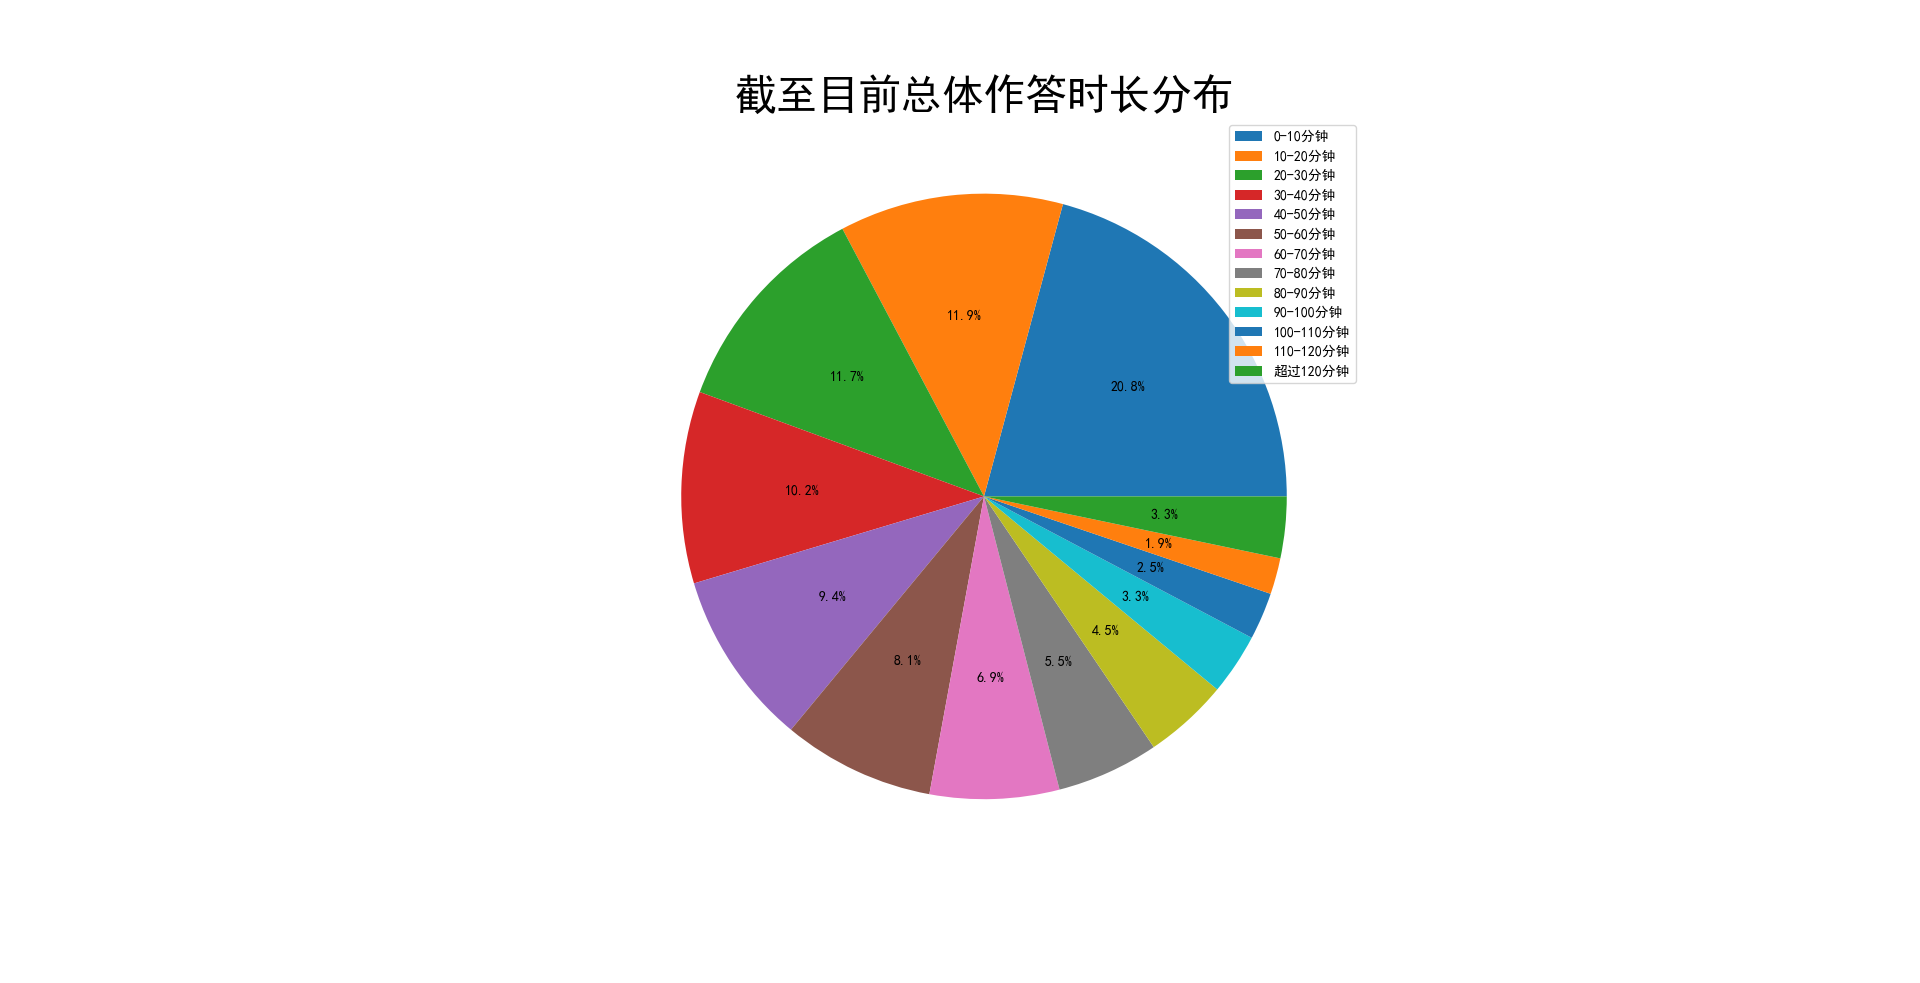 截至目前总体作答时长分布
0-10分钟
10-20分钟
20-30分钟
30-40分钟
40-50分钟
50-60分钟
60-70分钟
70-80分钟
80-90分钟
90-100分钟
100-110分钟
110-120分钟
超过120分钟
20.8%
11.9%
11.7%
10.2%
9.4%
8.1%
6.9%
5.5%
4.5%
3.3%
2.5%
1.9%
3.3%